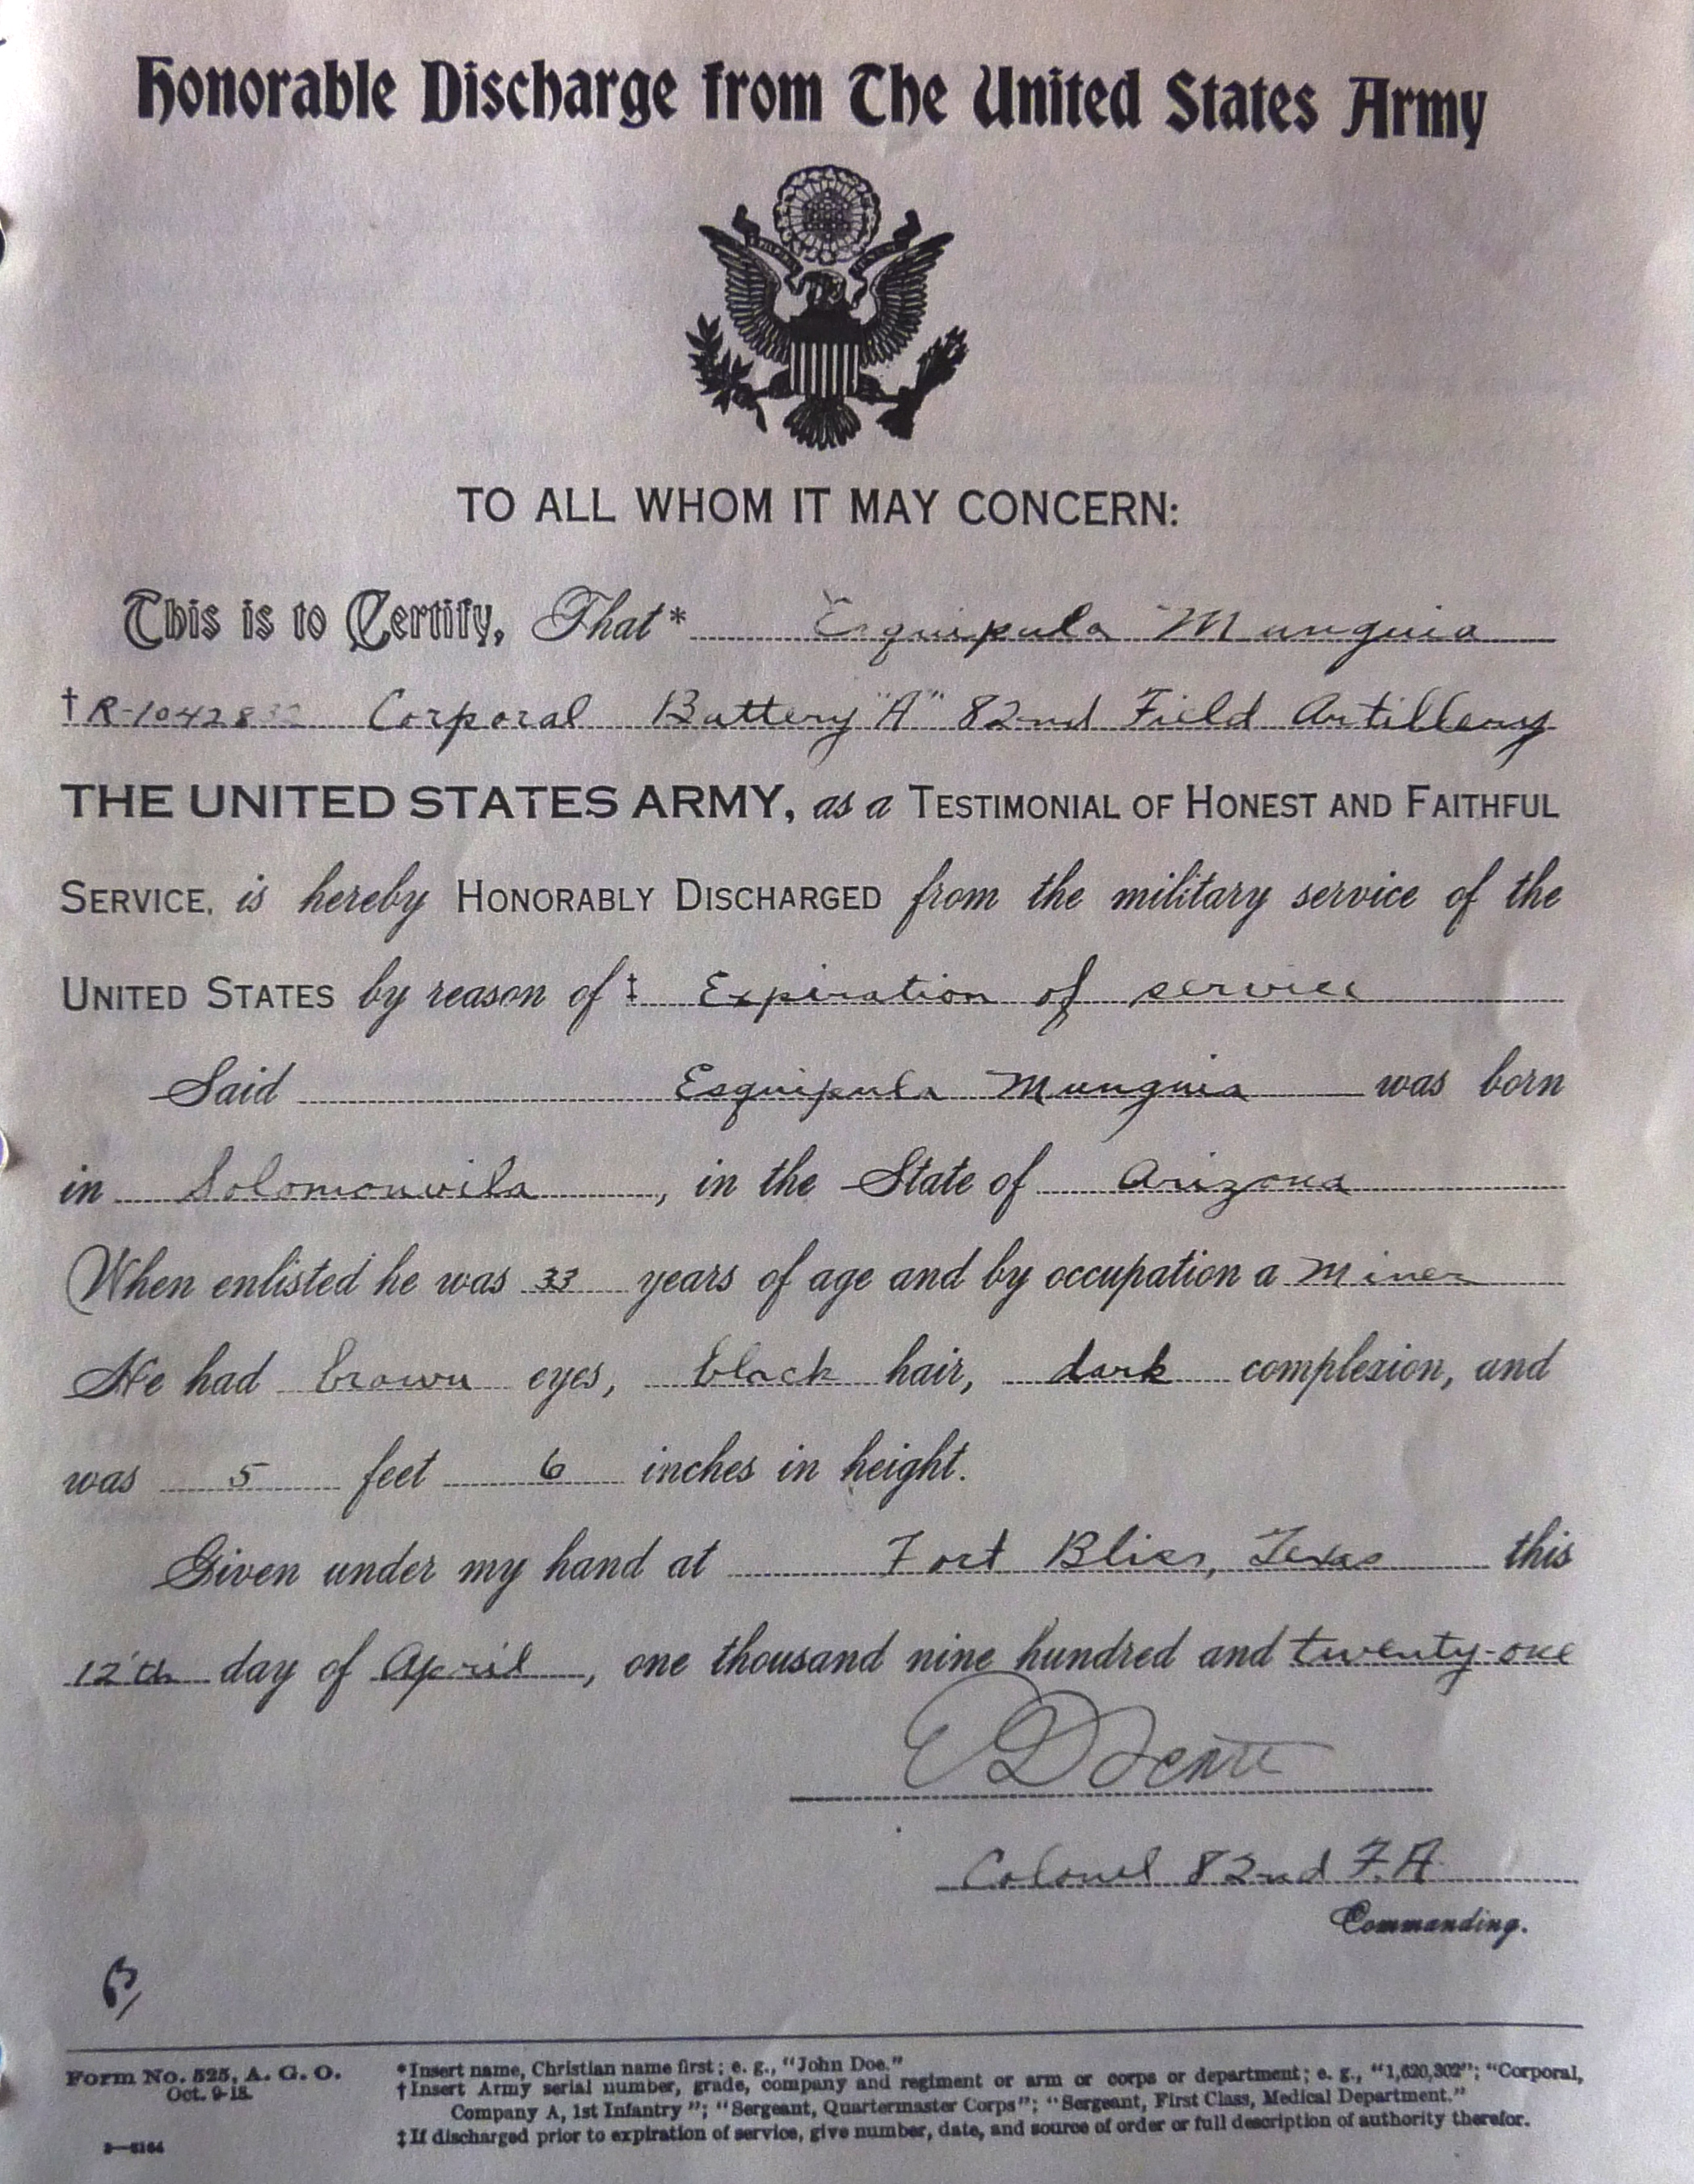 Honorable Discharge from The United States Army
TO ALL WHOM IT MAY CONCERN:
This is to Certify, That* Esquipula Munguia
† R-10428 Corporal Battery "A" 82nd Field Artillery
THE UNITED STATES ARMY, as a TESTIMONIAL OF HONEST AND FAITHFUL
SERVICE, is hereby HONORABLY DISCHARGED from the military service of the
UNITED STATES by reason of ‡ Expiration of service
Said Esquipula Munguia was born
in Solomonvila, in the State of Arizona
When enlisted he was 33 years of age and by occupation a Miner
He had brown eyes, black hair, dark complexion, and
was 5 feet 6 inches in height.
Given under my hand at Fort Bliss, Texas this
12th day of April, one thousand nine hundred and twenty-one
Colonel 82nd F.A.
Commanding.
Form No. 525, A. G. O.
Oct. 9-18.
*Insert name, Christian name first; e. g., "John Doe."
†Insert Army serial number, grade, company and regiment or arm or corps or department; e. g., "1,620,302"; "Corporal,
Company A, 1st Infantry"; "Sergeant, Quartermaster Corps"; "Sergeant, First Class, Medical Department."
‡If discharged prior to expiration of service, give number, date, and source of order or full description of authority therefor.